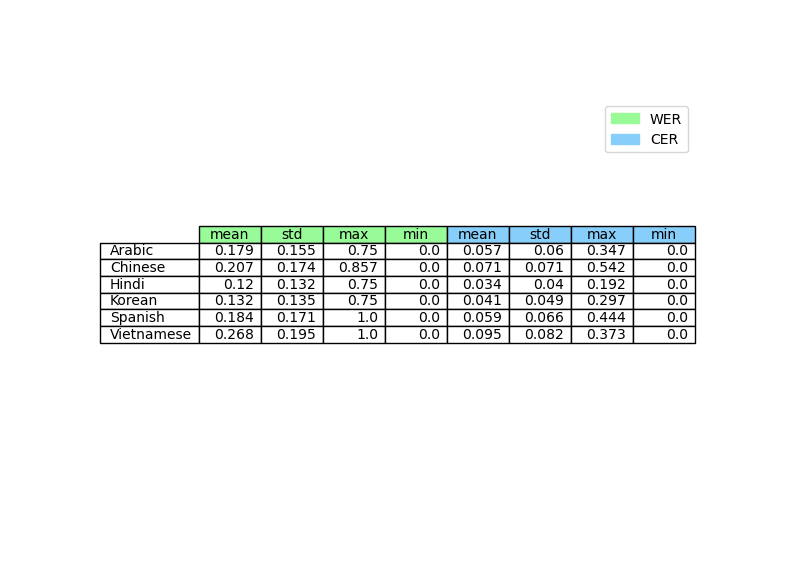 WER
CER
mean std max min mean std max min
Arabic 0.179 0.155 0.75 0.0 0.057 0.06 0.347 0.0
Chinese 0.207 0.174 0.857 0.0 0.071 0.071 0.542 0.0
Hindi 0.12 0.132 0.75 0.0 0.034 0.04 0.192 0.0
Korean 0.132 0.135 0.75 0.0 0.041 0.049 0.297 0.0
Spanish 0.184 0.171 1.0 0.0 0.059 0.066 0.444 0.0
Vietnamese 0.268 0.195 1.0 0.0 0.095 0.082 0.373 0.0